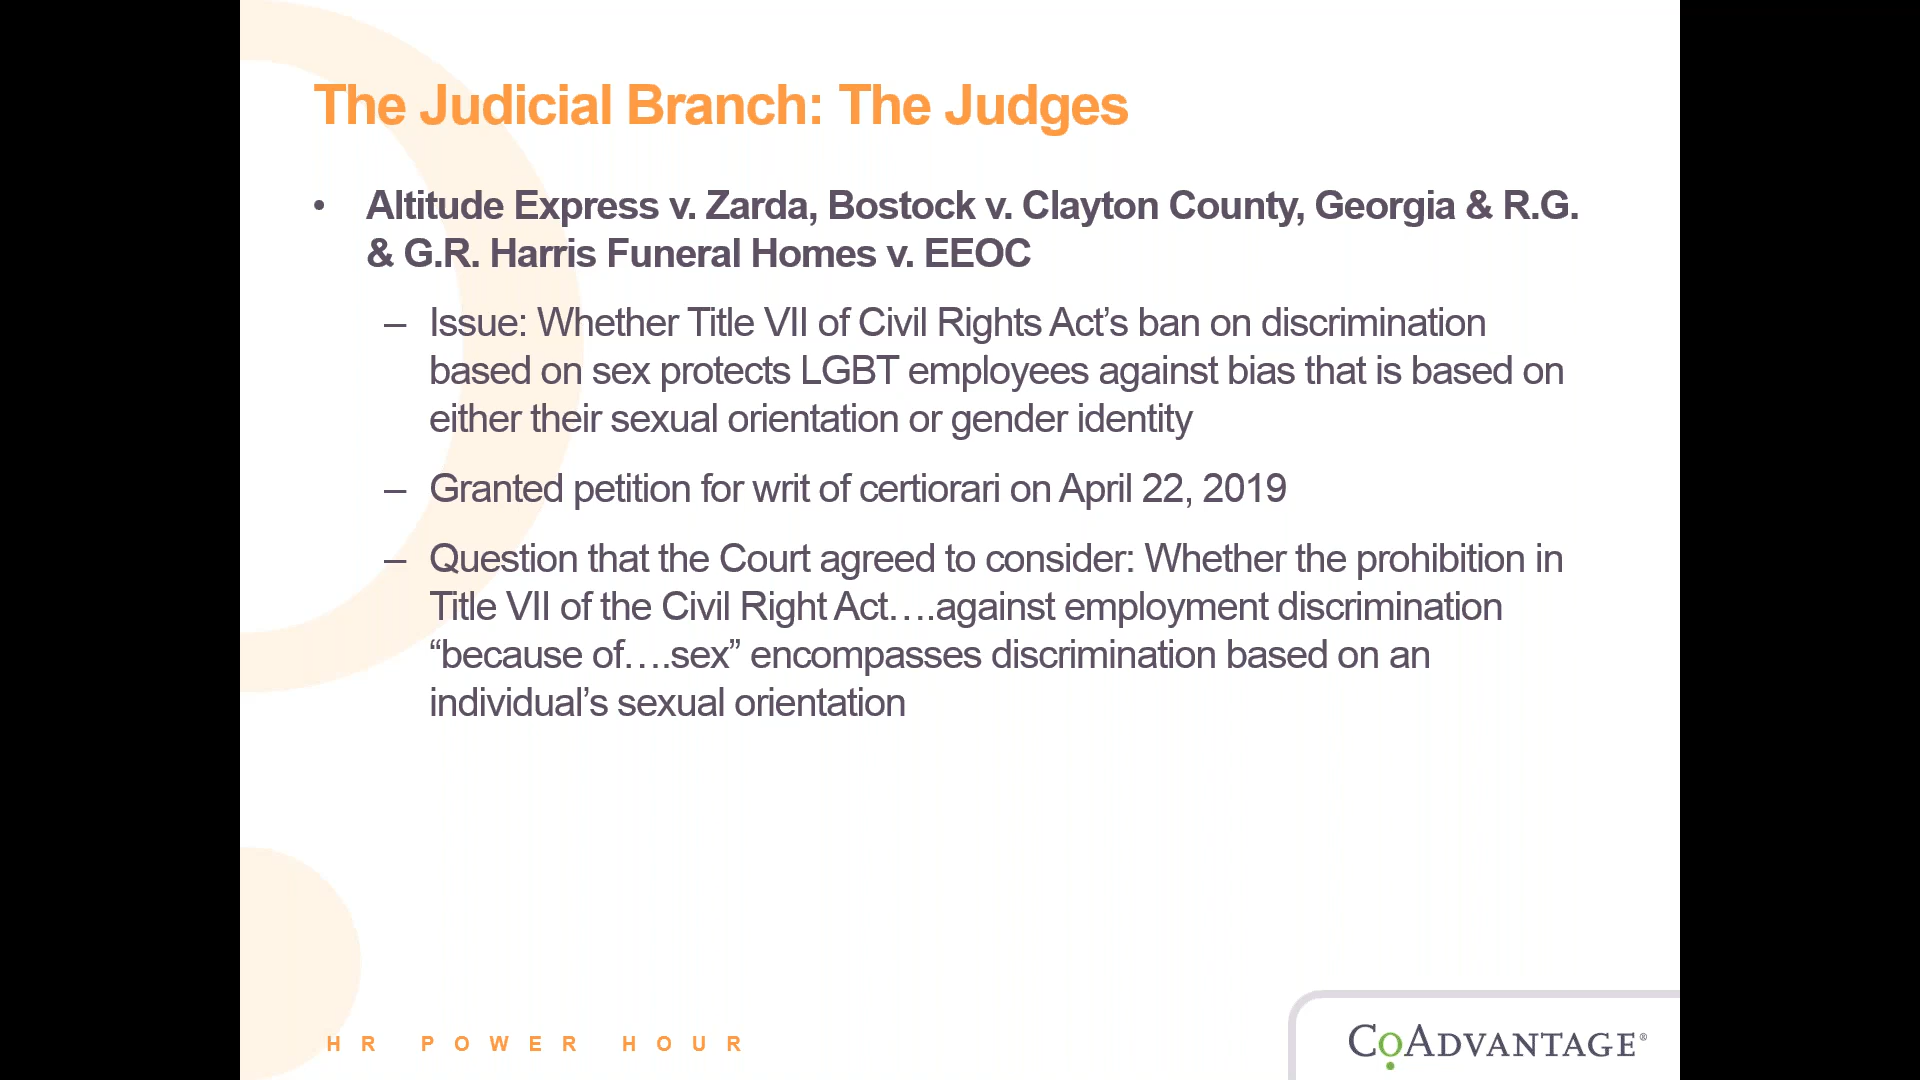 The Judicial Branch: The Judges
• Altitude Express v. Zarda, Bostock v. Clayton County, Georgia & R.G.
& G.R. Harris Funeral Homes v. EEOC
– Issue: Whether Title VII of Civil Rights Act’s ban on discrimination
based on sex protects LGBT employees against bias that is based on
either their sexual orientation or gender identity
– Granted petition for writ of certiorari on April 22, 2019
– Question that the Court agreed to consider: Whether the prohibition in
Title VII of the Civil Right Act….against employment discrimination
“because of….sex” encompasses discrimination based on an
individual’s sexual orientation
HR POWER HOUR
CoAdvantage®